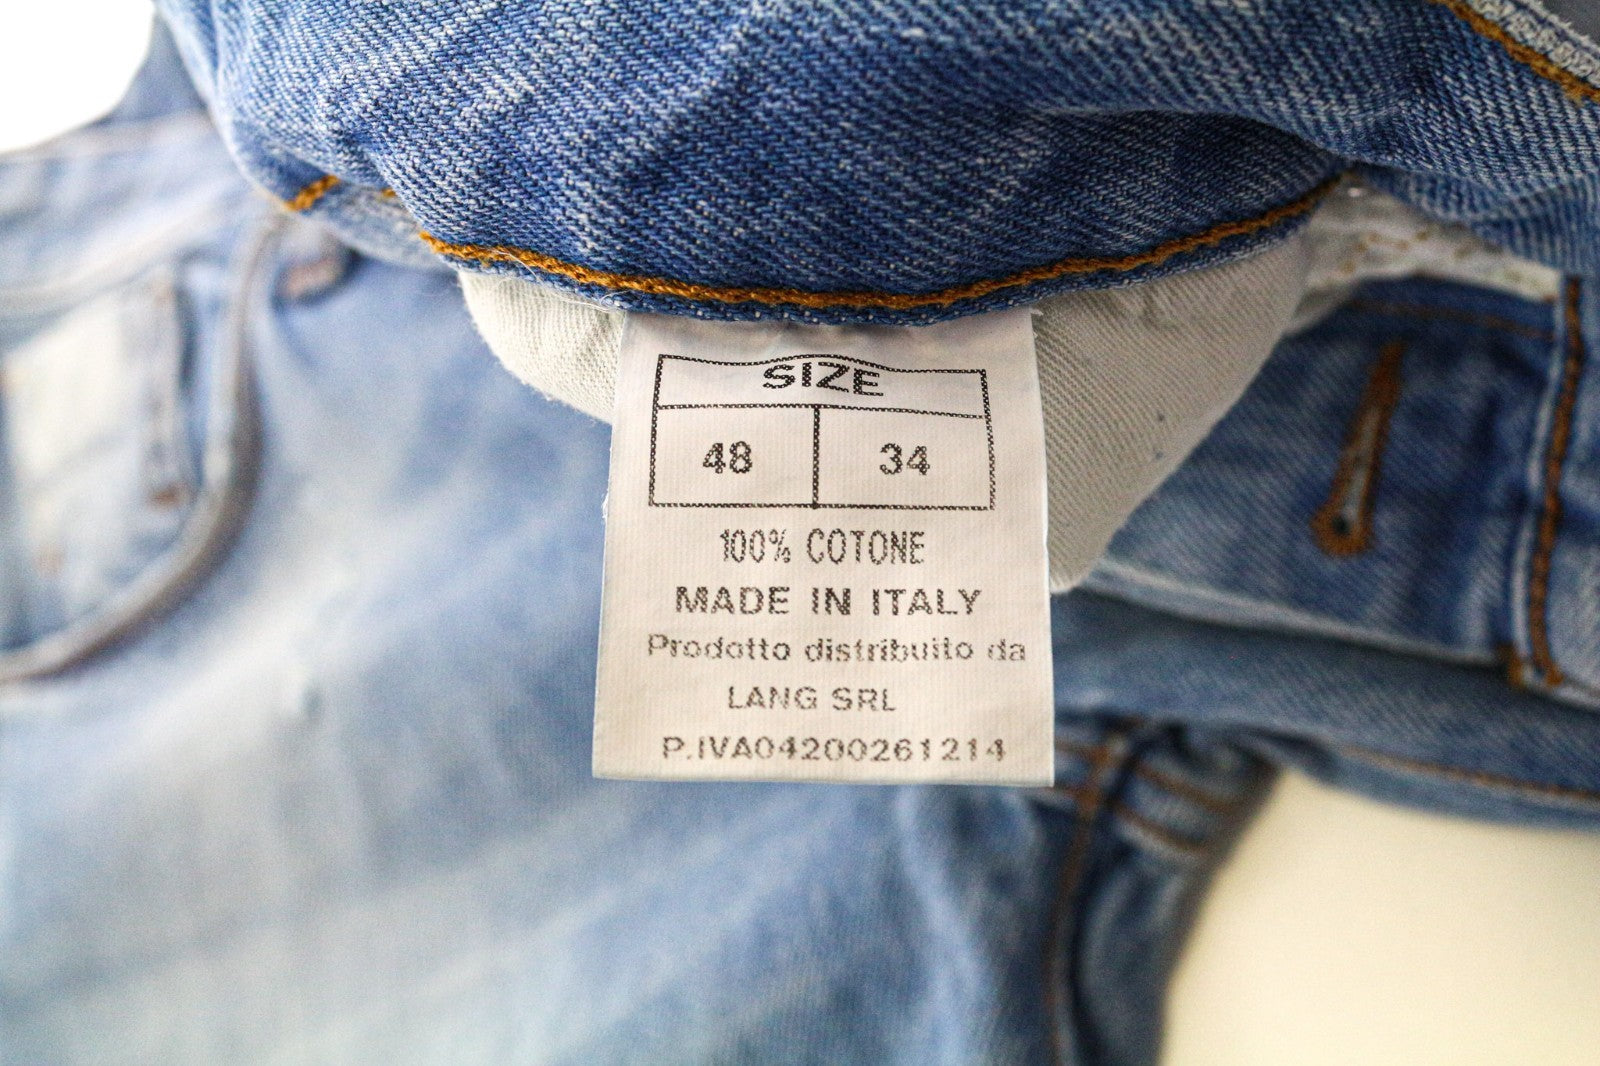 SIZE
48 34
100% COTONE
MADE IN ITALY
Prodotto distribuito da
LANG SRL
P.IVA04200261214